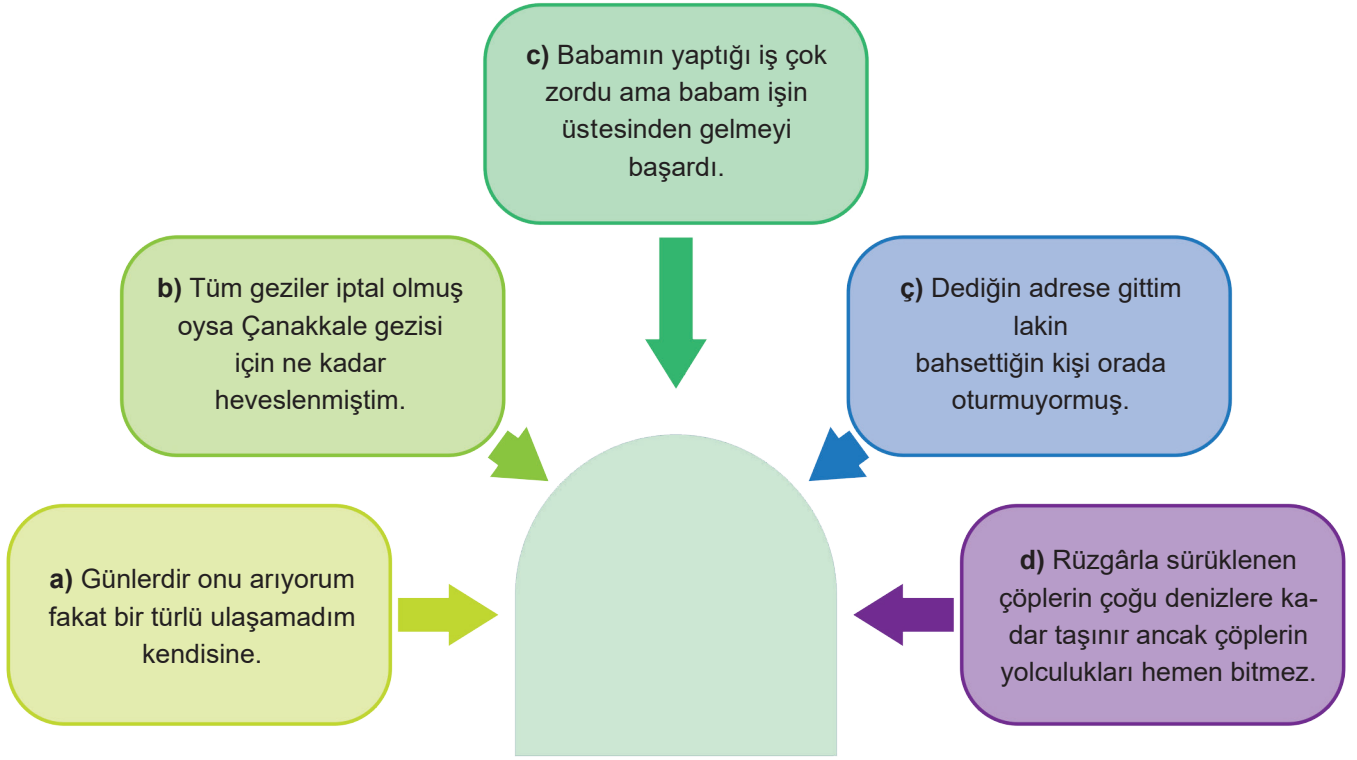 c) Babamın yaptığı iş çok
zordu ama babam işin
üstesinden gelmeyi
başardı.
b) Tüm geziler iptal olmuş
oysa Çanakkale gezisi
için ne kadar
heveslenmiştim.
ç) Dediğin adrese gittim
lakin
bahsettiğin kişi orada
oturmuyormuş.
a) Günlerdir onu arıyorum
fakat bir türlü ulaşamadım
kendisine.
d) Rüzgârla sürüklenen
çöplerin çoğu denizlere ka-
dar taşınır ancak çöplerin
yolculukları hemen bitmez.